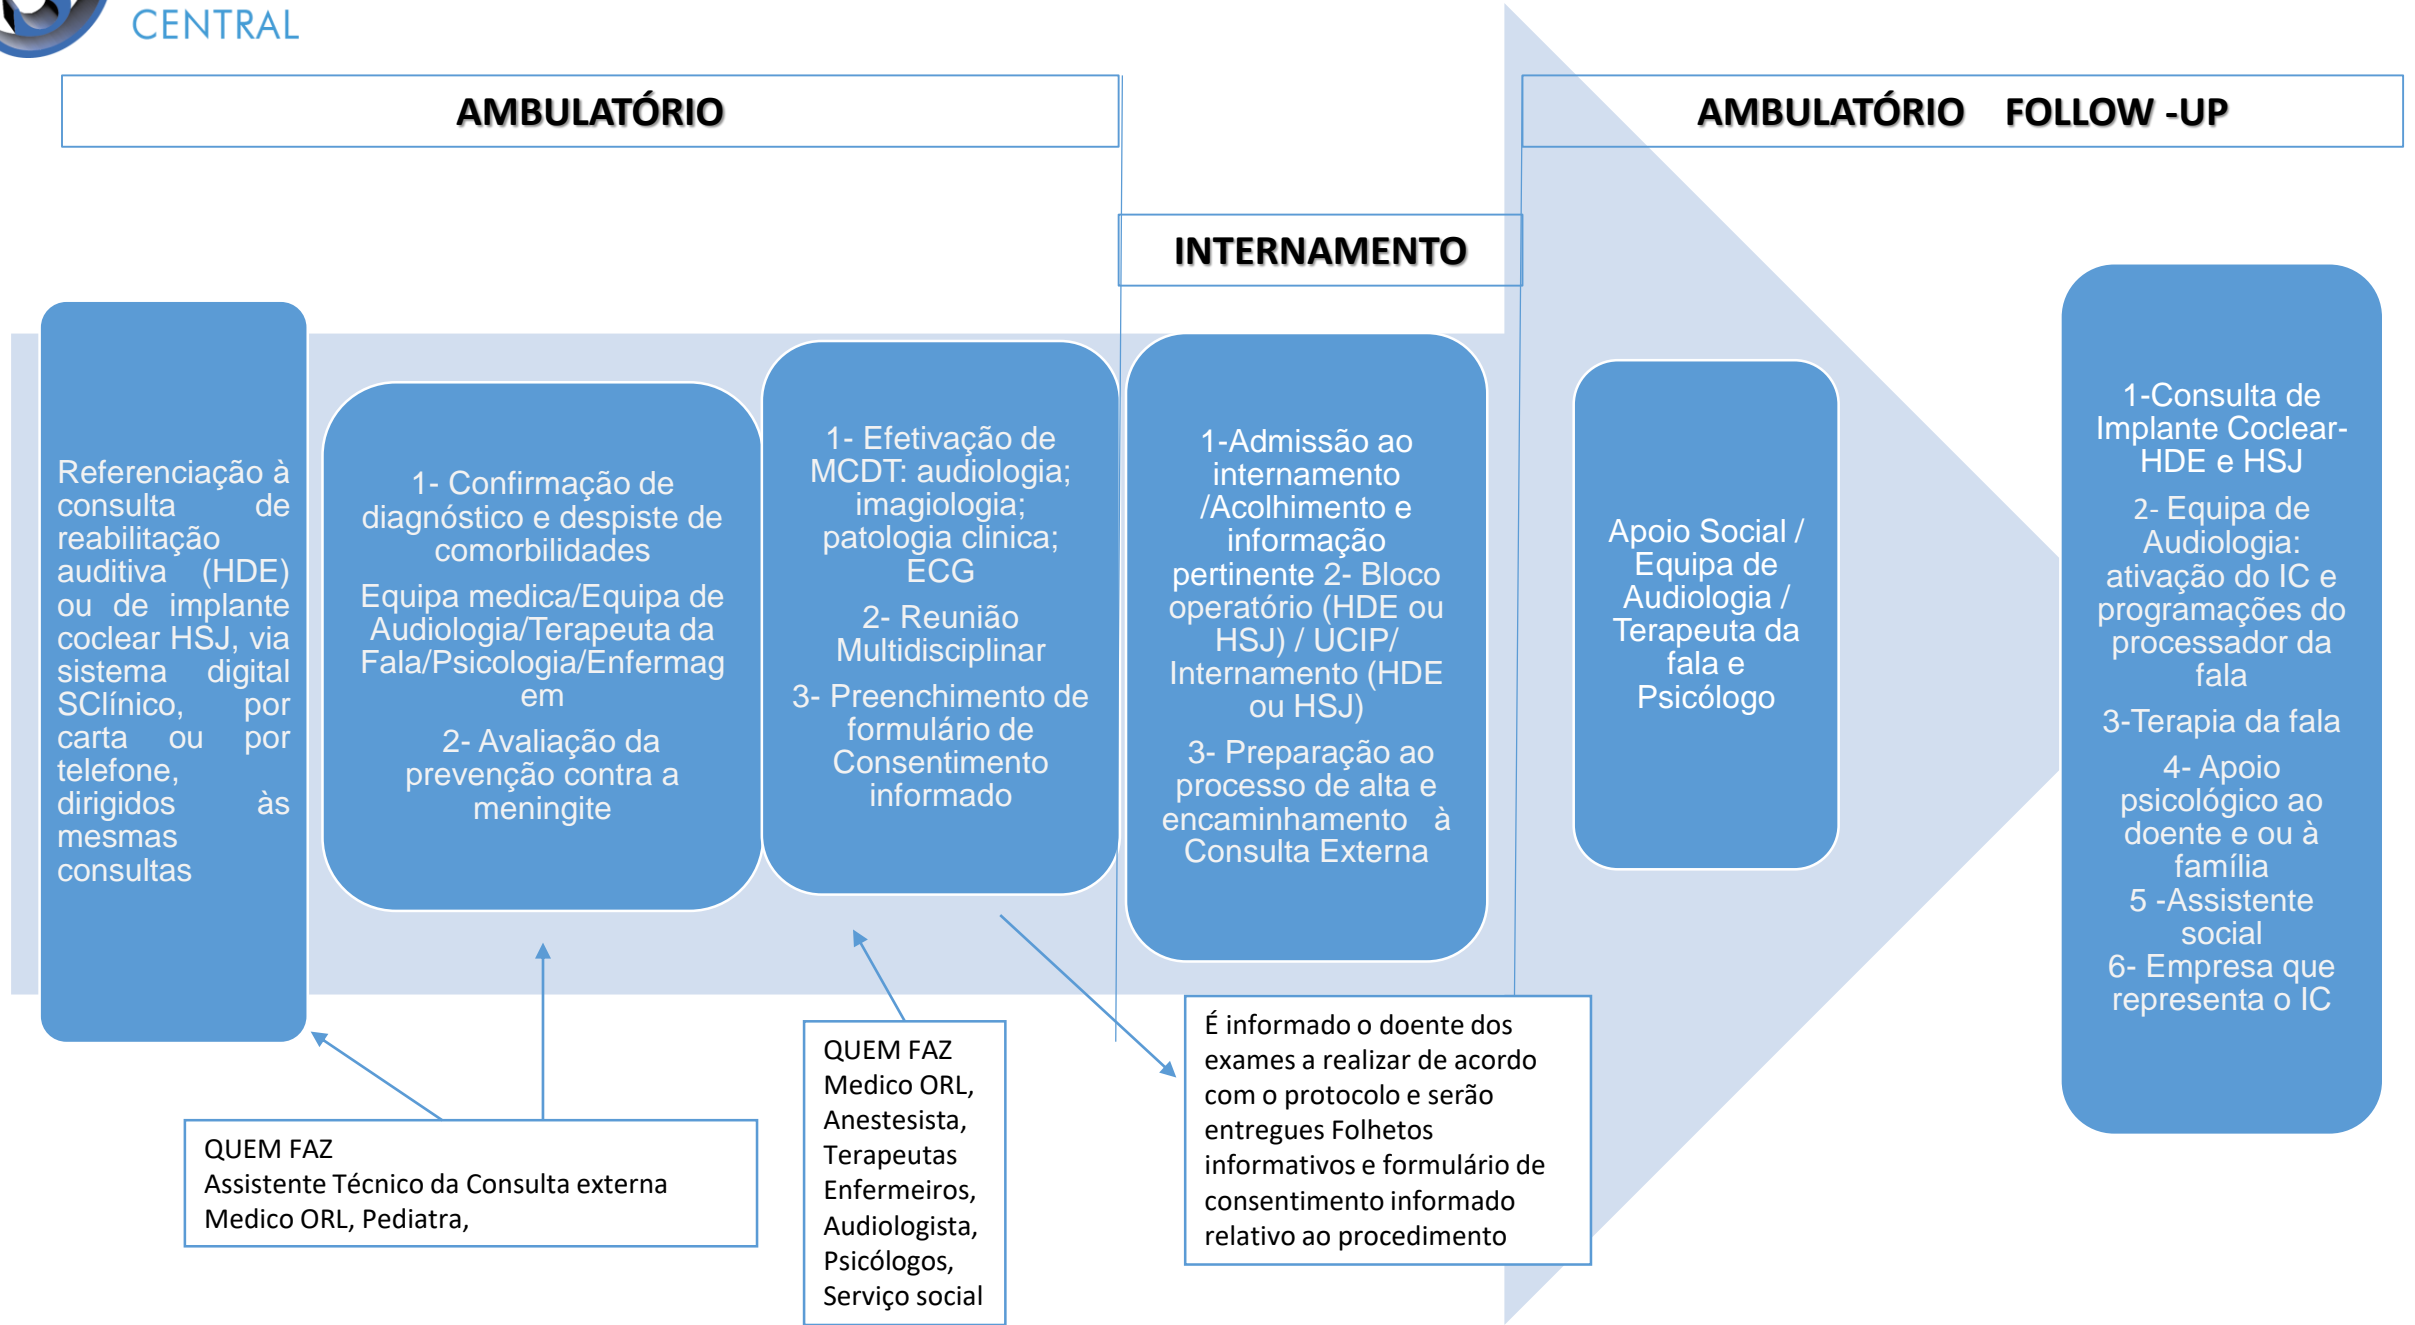 CENTRAL
AMBULATÓRIO
AMBULATÓRIO FOLLOW -UP
INTERNAMENTO
Referenciação à
consulta de
reabilitação
auditiva (HDE)
ou de implante
coclear HSJ, via
sistema digital
SClínico, por
carta ou por
telefone,
dirigidos às
mesmas
consultas
1- Confirmação de
diagnóstico e despiste de
comorbilidades
Equipa medica/Equipa de
Audiologia/Terapeuta da
Fala/Psicologia/Enfermag
em
2- Avaliação da
prevenção contra a
meningite
1- Efetivação de
MCDT: audiologia;
imagiologia;
patologia clinica;
ECG
2- Reunião
Multidisciplinar
3- Preenchimento de
formulário de
Consentimento
informado
1-Admissão ao
internamento
/Acolhimento e
informação
pertinente 2- Bloco
operatório (HDE ou
HSJ) / UCIP/
Internamento (HDE
ou HSJ)
3- Preparação ao
processo de alta e
encaminhamento à
Consulta Externa
Apoio Social /
Equipa de
Audiologia /
Terapeuta da
fala e
Psicólogo
1-Consulta de
Implante Coclear-
HDE e HSJ
2- Equipa de
Audiologia:
ativação do IC e
programações do
processador da
fala
3-Terapia da fala
4- Apoio
psicológico ao
doente e ou à
família
5 -Assistente
social
6- Empresa que
representa o IC
QUEM FAZ
Assistente Técnico da Consulta externa
Medico ORL, Pediatra,
QUEM FAZ
Medico ORL,
Anestesista,
Terapeutas
Enfermeiros,
Audiologista,
Psicólogos,
Serviço social
É informado o doente dos
exames a realizar de acordo
com o protocolo e serão
entregues Folhetos
informativos e formulário de
consentimento informado
relativo ao procedimento